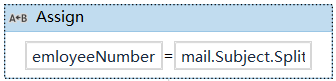 A+B Assign
emloyeeNumber = mail.Subject.Split